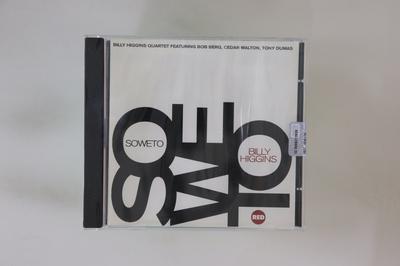 BILLY HIGGINS QUARTET FEATURING BOB BERG, CEDAR WALTON, TONY DUMAS
SO
WE
TO
SOWETO
BILLY
HIGGINS
RED